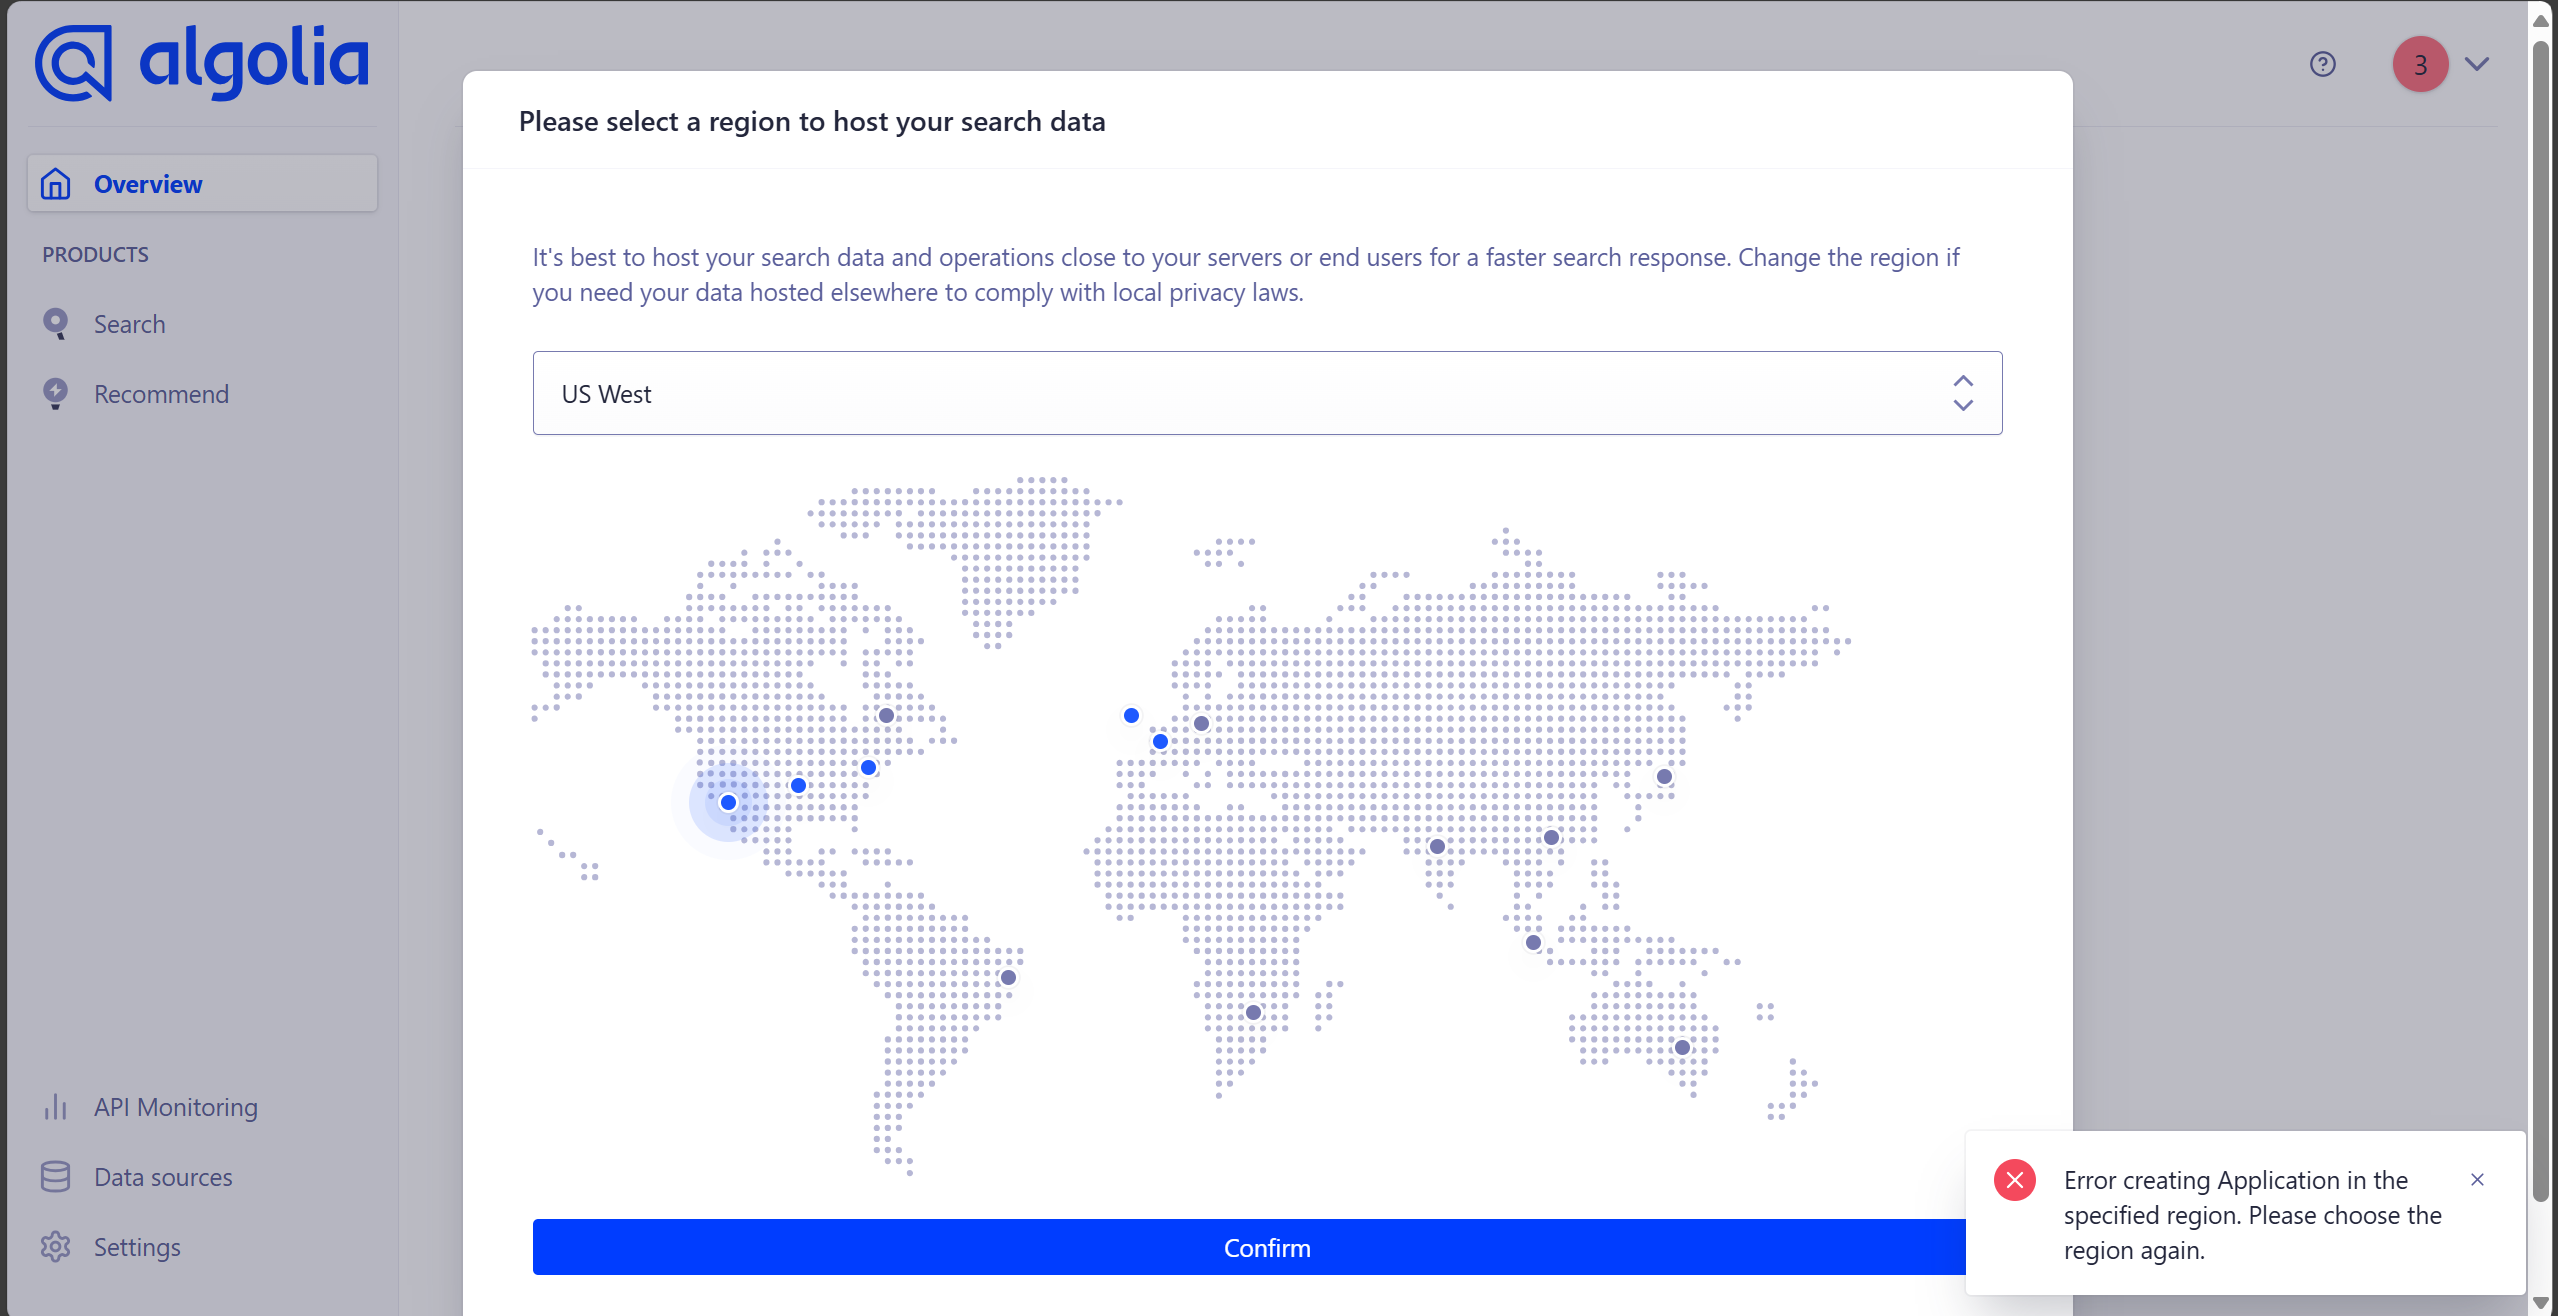 algolia
3
Overview
PRODUCTS
Search
Recommend
API Monitoring
Data sources
Settings
Please select a region to host your search data
It's best to host your search data and operations close to your servers or end users for a faster search response. Change the region if
you need your data hosted elsewhere to comply with local privacy laws.
US West
Confirm
Error creating Application in the
specified region. Please choose the
region again.